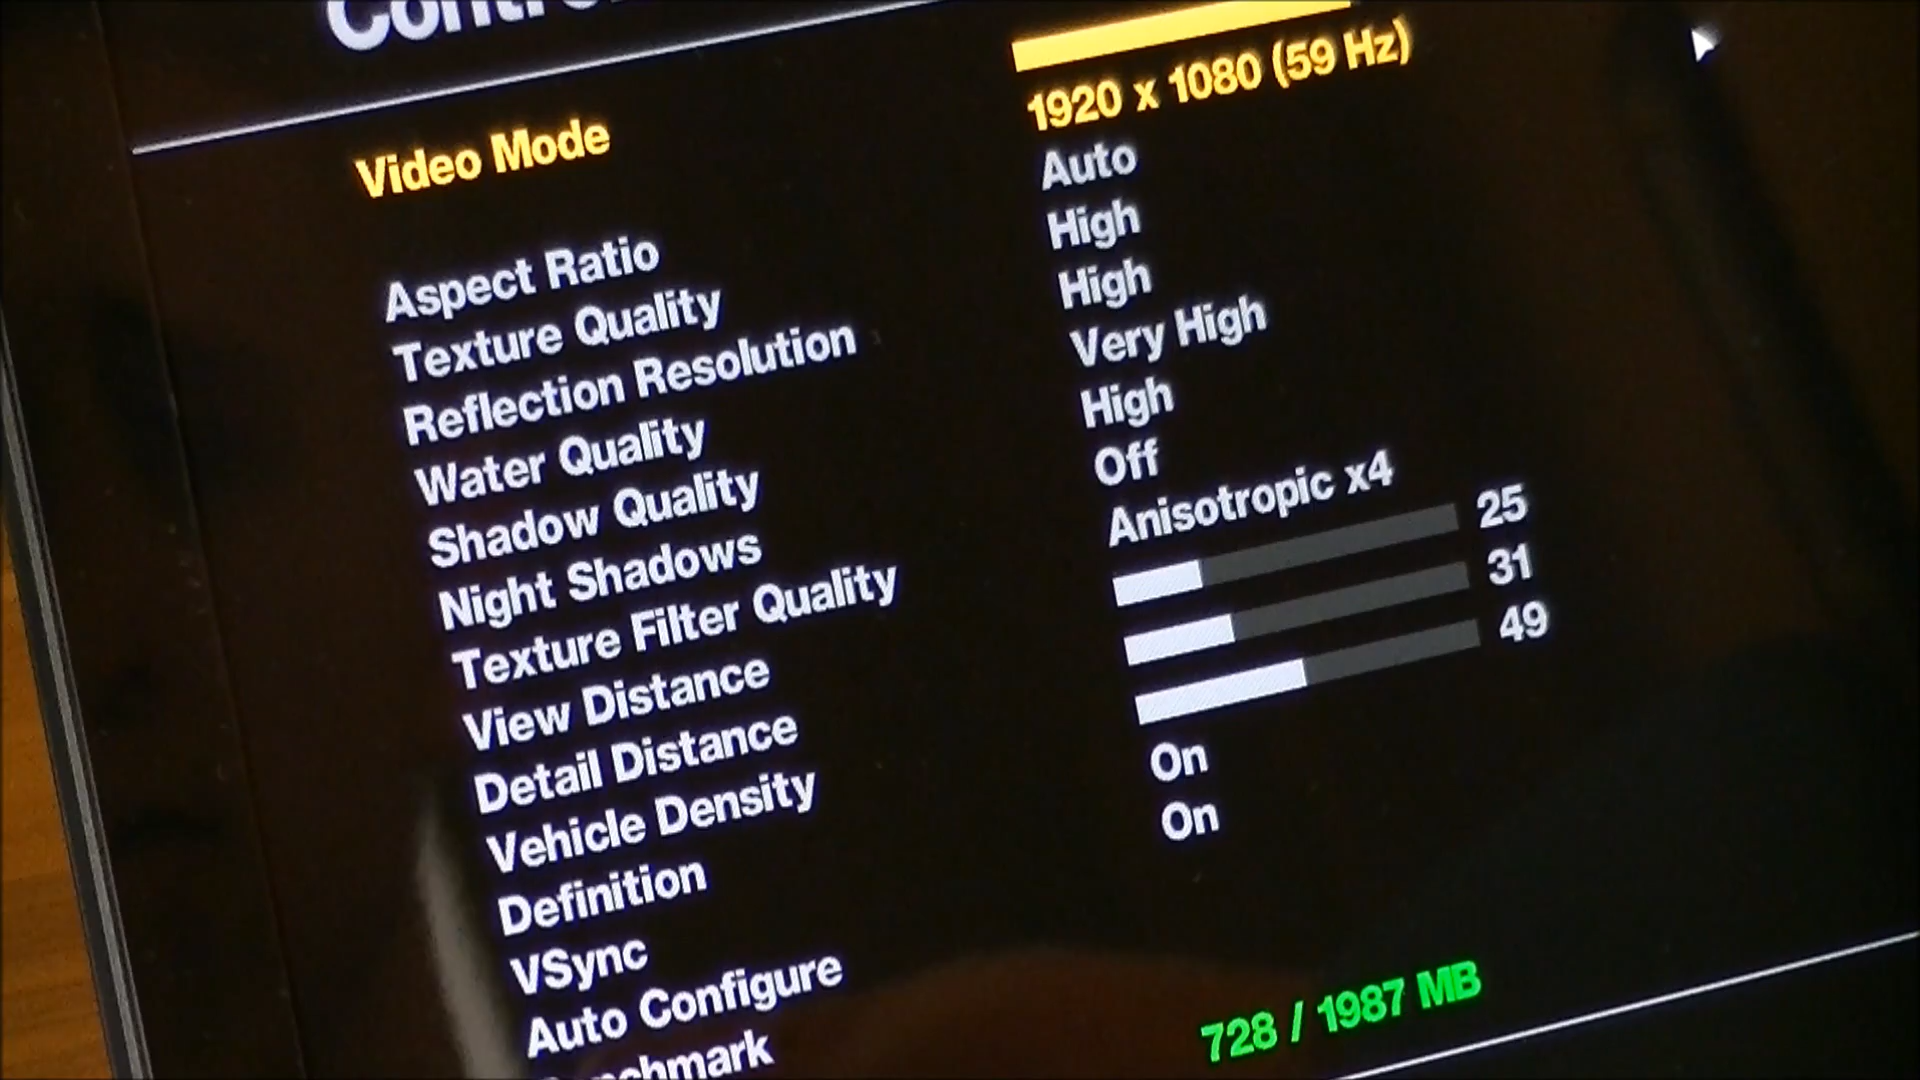 Video Mode 1920 x 1080 (59 Hz)
Aspect Ratio Auto
Texture Quality High
Reflection Resolution High
Water Quality Very High
Shadow Quality High
Night Shadows Off
Texture Filter Quality Anisotropic x4
View Distance 25
Detail Distance 31
Vehicle Density 49
Definition On
VSync On
Auto Configure
728 / 1987 MB